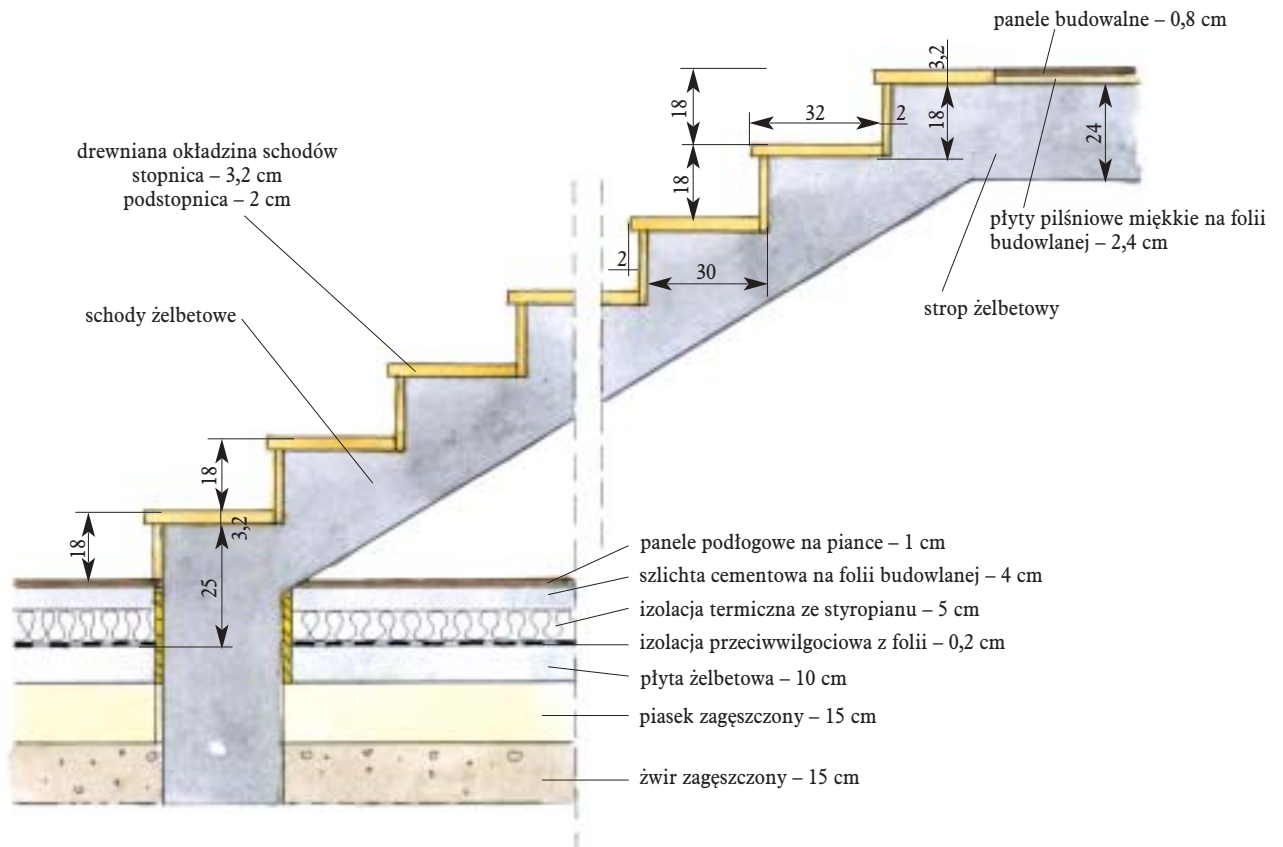 panele budowalne – 0,8 cm
3,2
18
32
2
18
24
drewniana okładzina schodów
stopnica – 3,2 cm
podstopnica – 2 cm
18
płyty pilśniowe miękkie na folii
budowlanej – 2,4 cm
2
30
schody żelbetowe
strop żelbetowy
18
3,2
18
25
panele podłogowe na piance – 1 cm
szlichta cementowa na folii budowlanej – 4 cm
izolacja termiczna ze styropianu – 5 cm
izolacja przeciwwilgociowa z folii – 0,2 cm
płyta żelbetowa – 10 cm
piasek zagęszczony – 15 cm
żwir zagęszczony – 15 cm